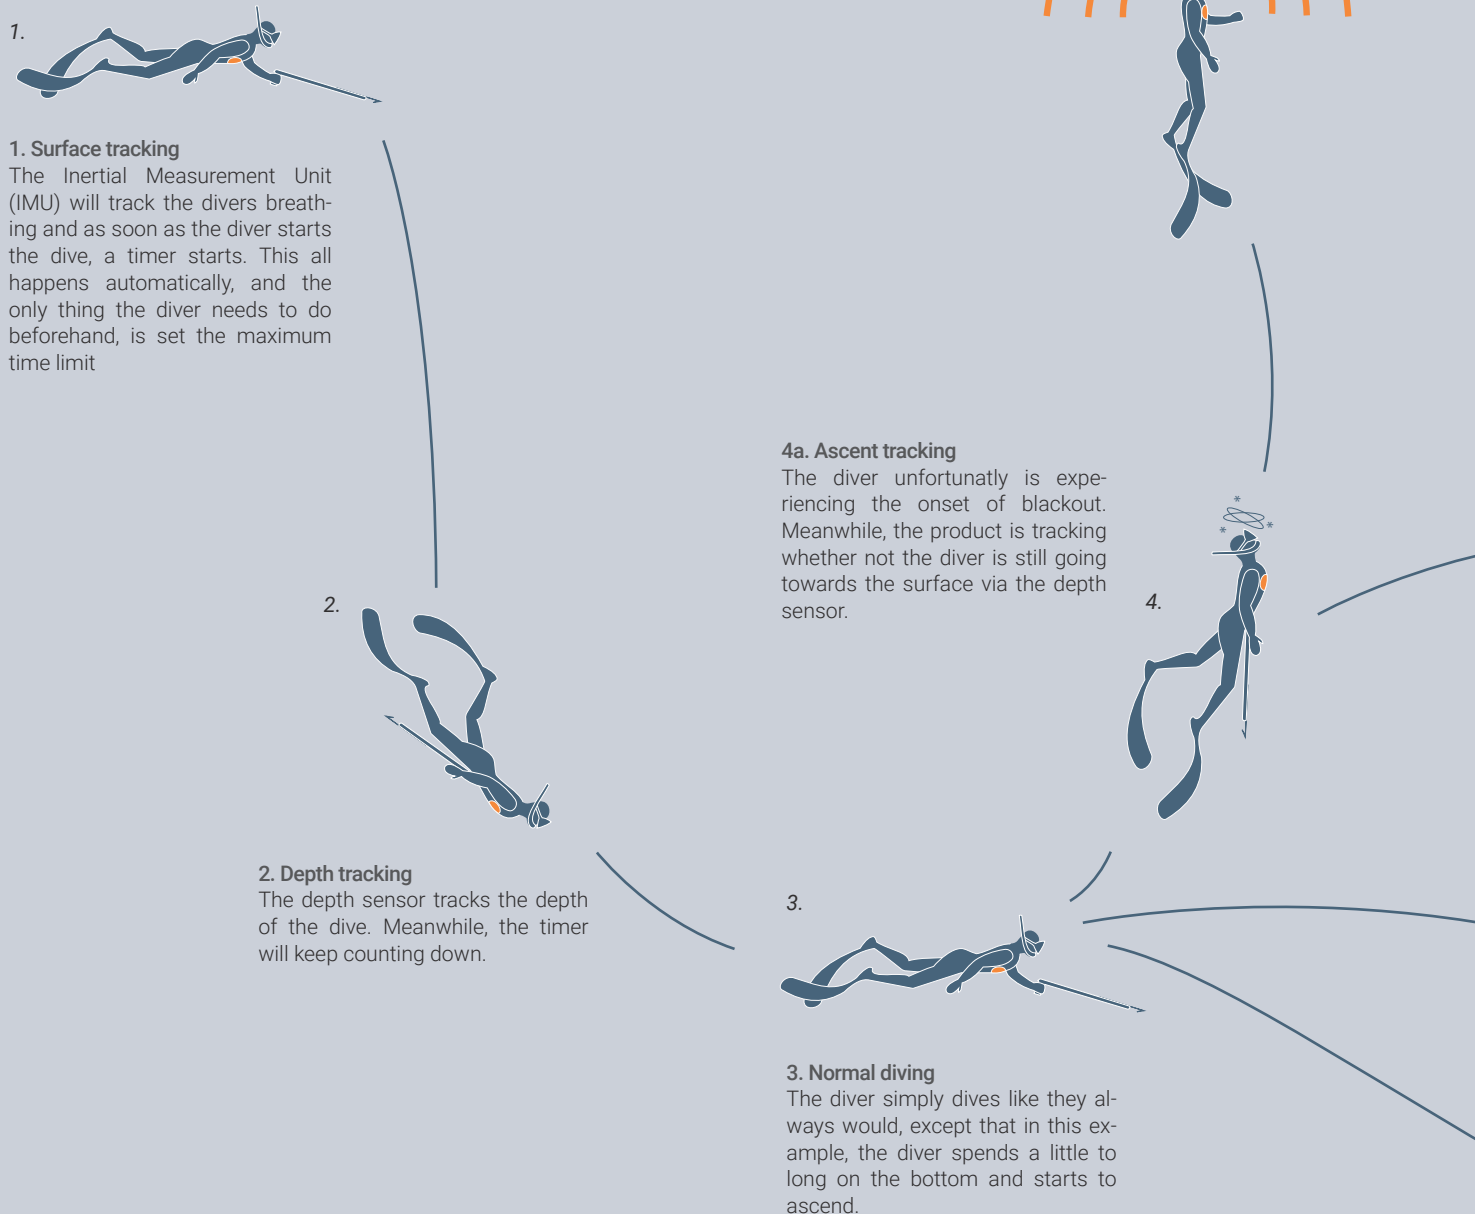 1.
1. Surface tracking
The Inertial Measurement Unit
(IMU) will track the divers breath-
ing and as soon as the diver starts
the dive, a timer starts. This all
happens automatically, and the
only thing the diver needs to do
beforehand, is set the maximum
time limit
2.
2. Depth tracking
The depth sensor tracks the depth
of the dive. Meanwhile, the timer
will keep counting down.
3.
3. Normal diving
The diver simply dives like they al-
ways would, except that in this ex-
ample, the diver spends a little to
long on the bottom and starts to
ascend.
4a. Ascent tracking
The diver unfortunatly is expe-
riencing the onset of blackout.
Meanwhile, the product is tracking
whether not the diver is still going
towards the surface via the depth
sensor.
4.